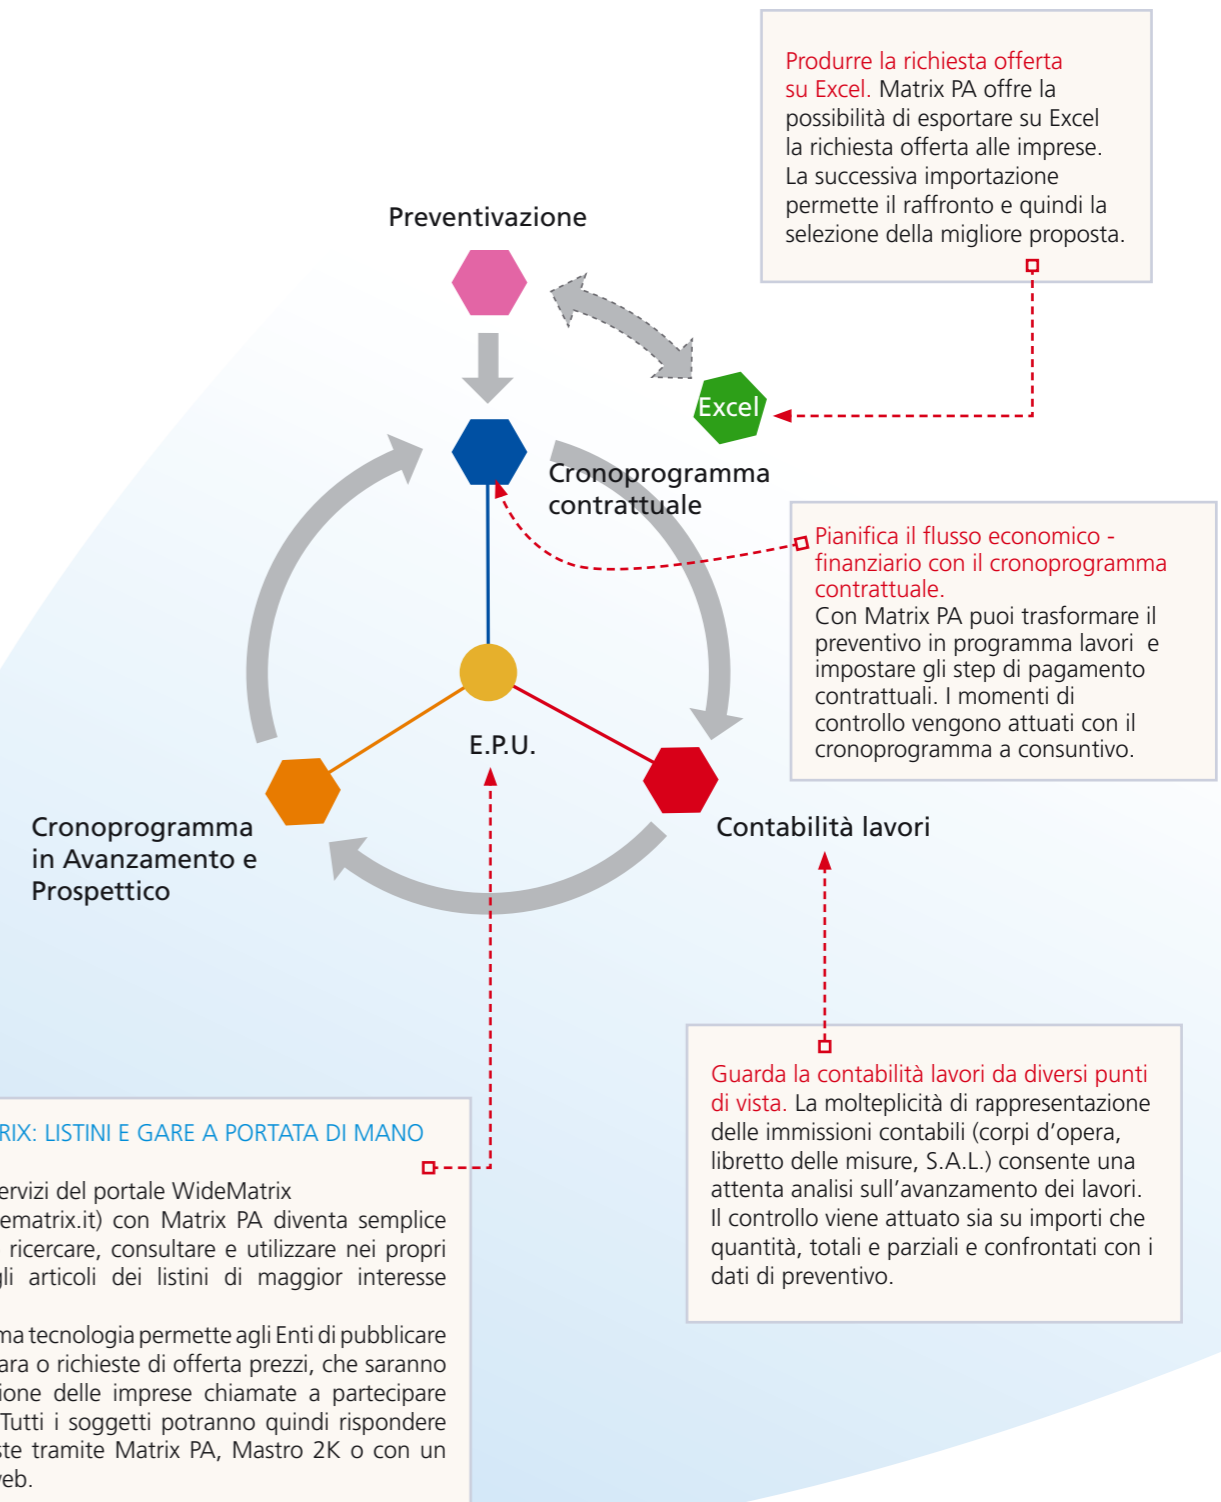 Produrre la richiesta offerta
su Excel. Matrix PA offre la
possibilità di esportare su Excel
la richiesta offerta alle imprese.
La successiva importazione
permette il raffronto e quindi la
selezione della migliore proposta.
Preventivazione
Excel
Cronoprogramma
contrattuale
Pianifica il flusso economico -
finanziario con il cronoprogramma
contrattuale.
Con Matrix PA puoi trasformare il
preventivo in programma lavori e
impostare gli step di pagamento
contrattuali. I momenti di
controllo vengono attuati con il
cronoprogramma a consuntivo.
E.P.U.
Contabilità lavori
Cronoprogramma
in Avanzamento e
Prospettico
Guarda la contabilità lavori da diversi punti
di vista. La molteplicità di rappresentazione
delle immissioni contabili (corpi d'opera,
libretto delle misure, S.A.L.) consente una
attenta analisi sull'avanzamento dei lavori.
Il controllo viene attuato sia su importi che
quantità, totali e parziali e confrontati con i
dati di preventivo.
RIX: LISTINI E GARE A PORTATA DI MANO
ervizi del portale WideMatrix
ematrix.it) con Matrix PA diventa semplice
ricercare, consultare e utilizzare nei propri
gli articoli dei listini di maggior interesse
ma tecnologia permette agli Enti di pubblicare
ara o richieste di offerta prezzi, che saranno
ione delle imprese chiamate a partecipare
Tutti i soggetti potranno quindi rispondere
ste tramite Matrix PA, Mastro 2K o con un
web.